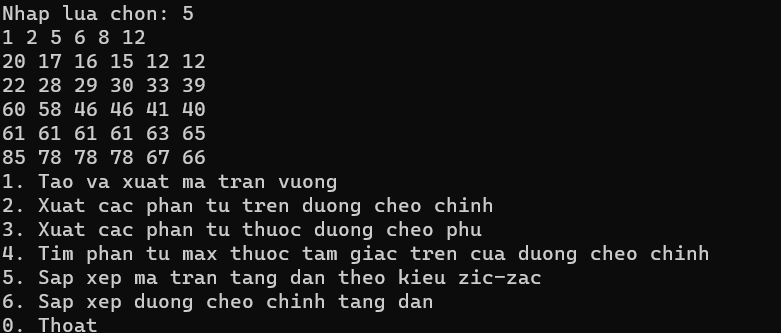 Nhap lua chon: 5
1 2 5 6 8 12
20 17 16 15 12 12
22 28 29 30 33 39
60 58 46 46 41 40
61 61 61 61 63 65
85 78 78 78 67 66
1. Tao va xuat ma tran vuong
2. Xuat cac phan tu tren duong cheo chinh
3. Xuat cac phan tu thuoc duong cheo phu
4. Tim phan tu max thuoc tam giac tren cua duong cheo chinh
5. Sap xep ma tran tang dan theo kieu zic-zac
6. Sap xep duong cheo chinh tang dan
0. Thoat